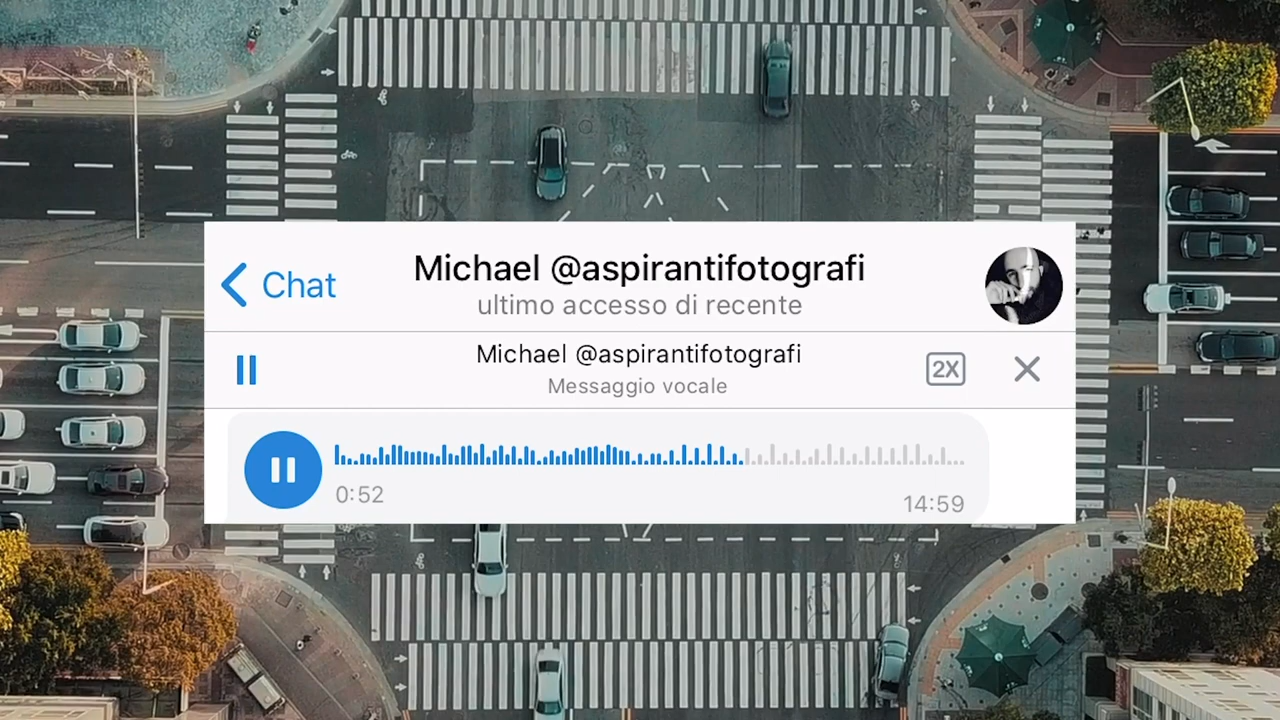 Chat
Michael @aspirantifotografi
ultimo accesso di recente
Michael @aspirantifotografi
Messaggio vocale
2X
0:52
14:59